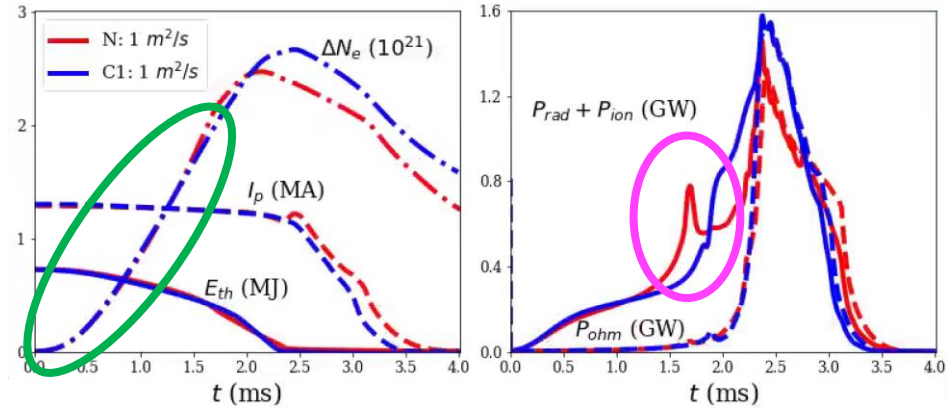 3
2
1
0
0.0 0.5 1.0 1.5 2.0 2.5 3.0 3.5 4.0
t (ms)
N: 1 m²/s
C1: 1 m²/s
ΔNₑ (10²¹)
Iₚ (MA)
Eₜₕ (MJ)
1.6
1.2
0.8
0.4
0.0
0.0 0.5 1.0 1.5 2.0 2.5 3.0 3.5 4.0
t (ms)
P_rad + P_ion (GW)
P_ohm (GW)